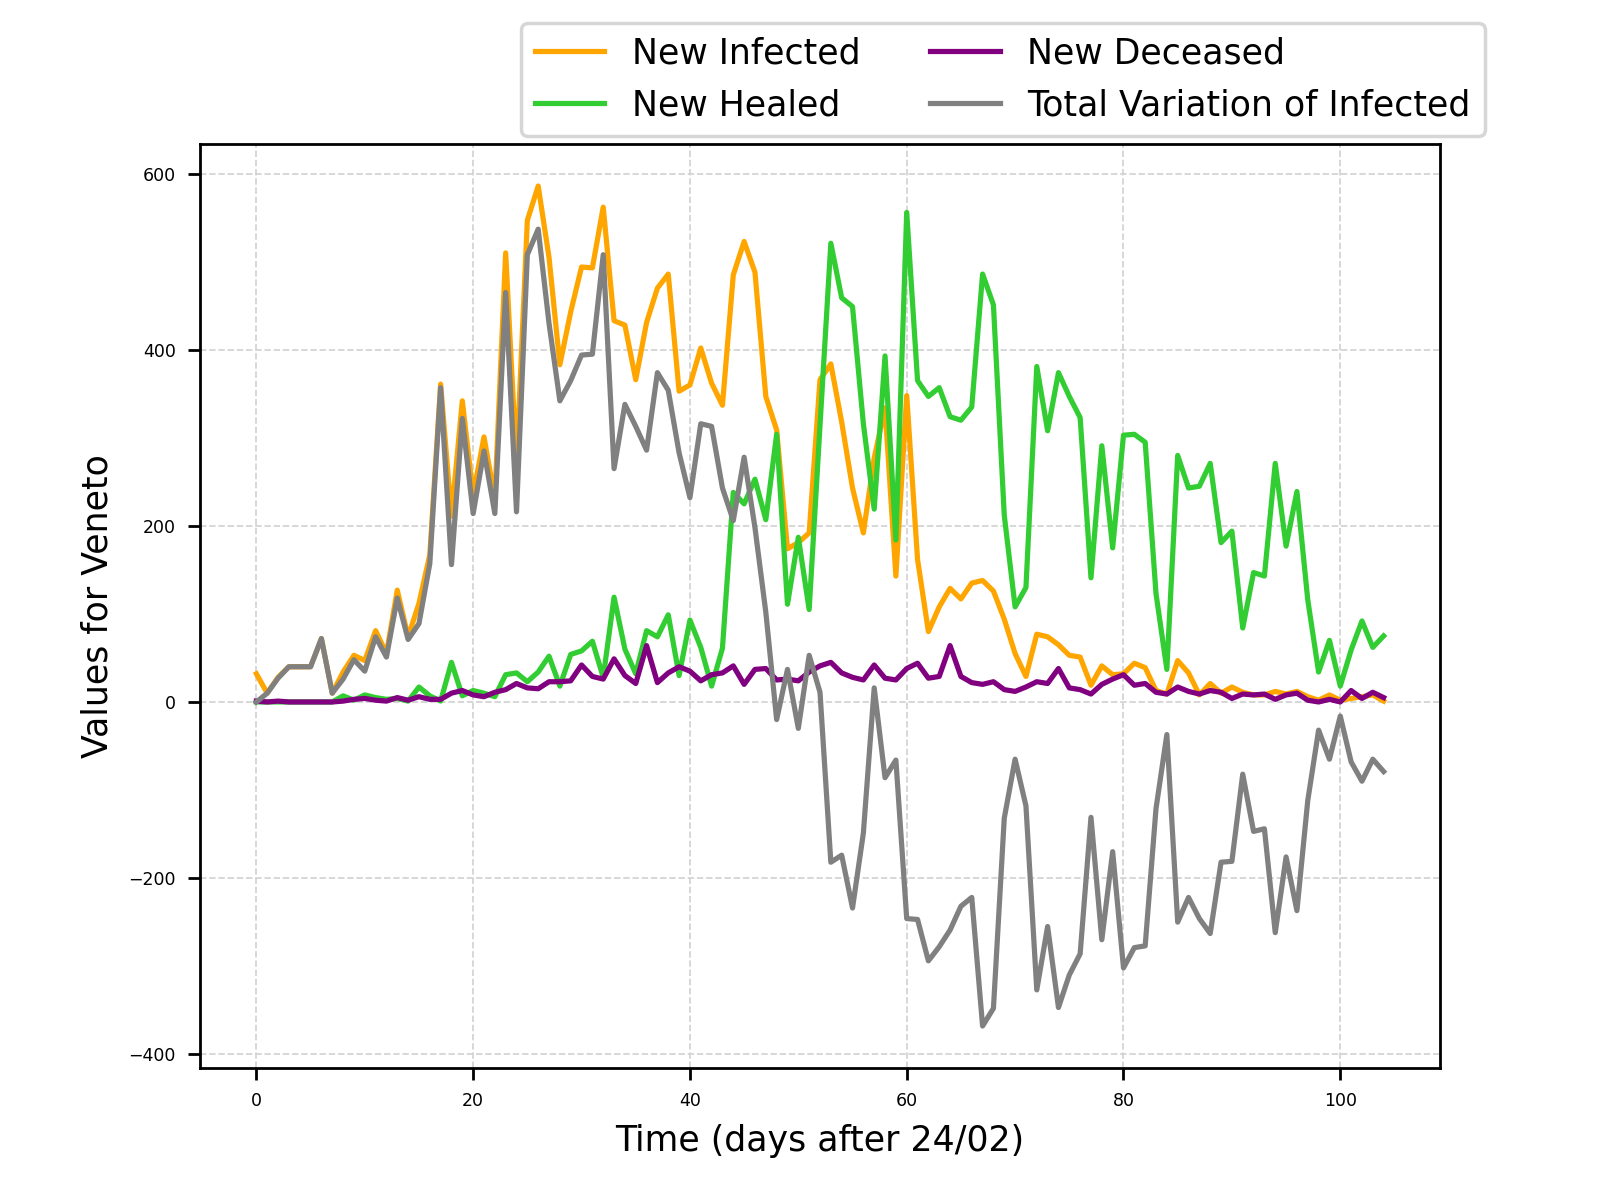 New Infected
New Healed
New Deceased
Total Variation of Infected
Values for Veneto
600
400
200
0
−200
−400
0 20 40 60 80 100
Time (days after 24/02)